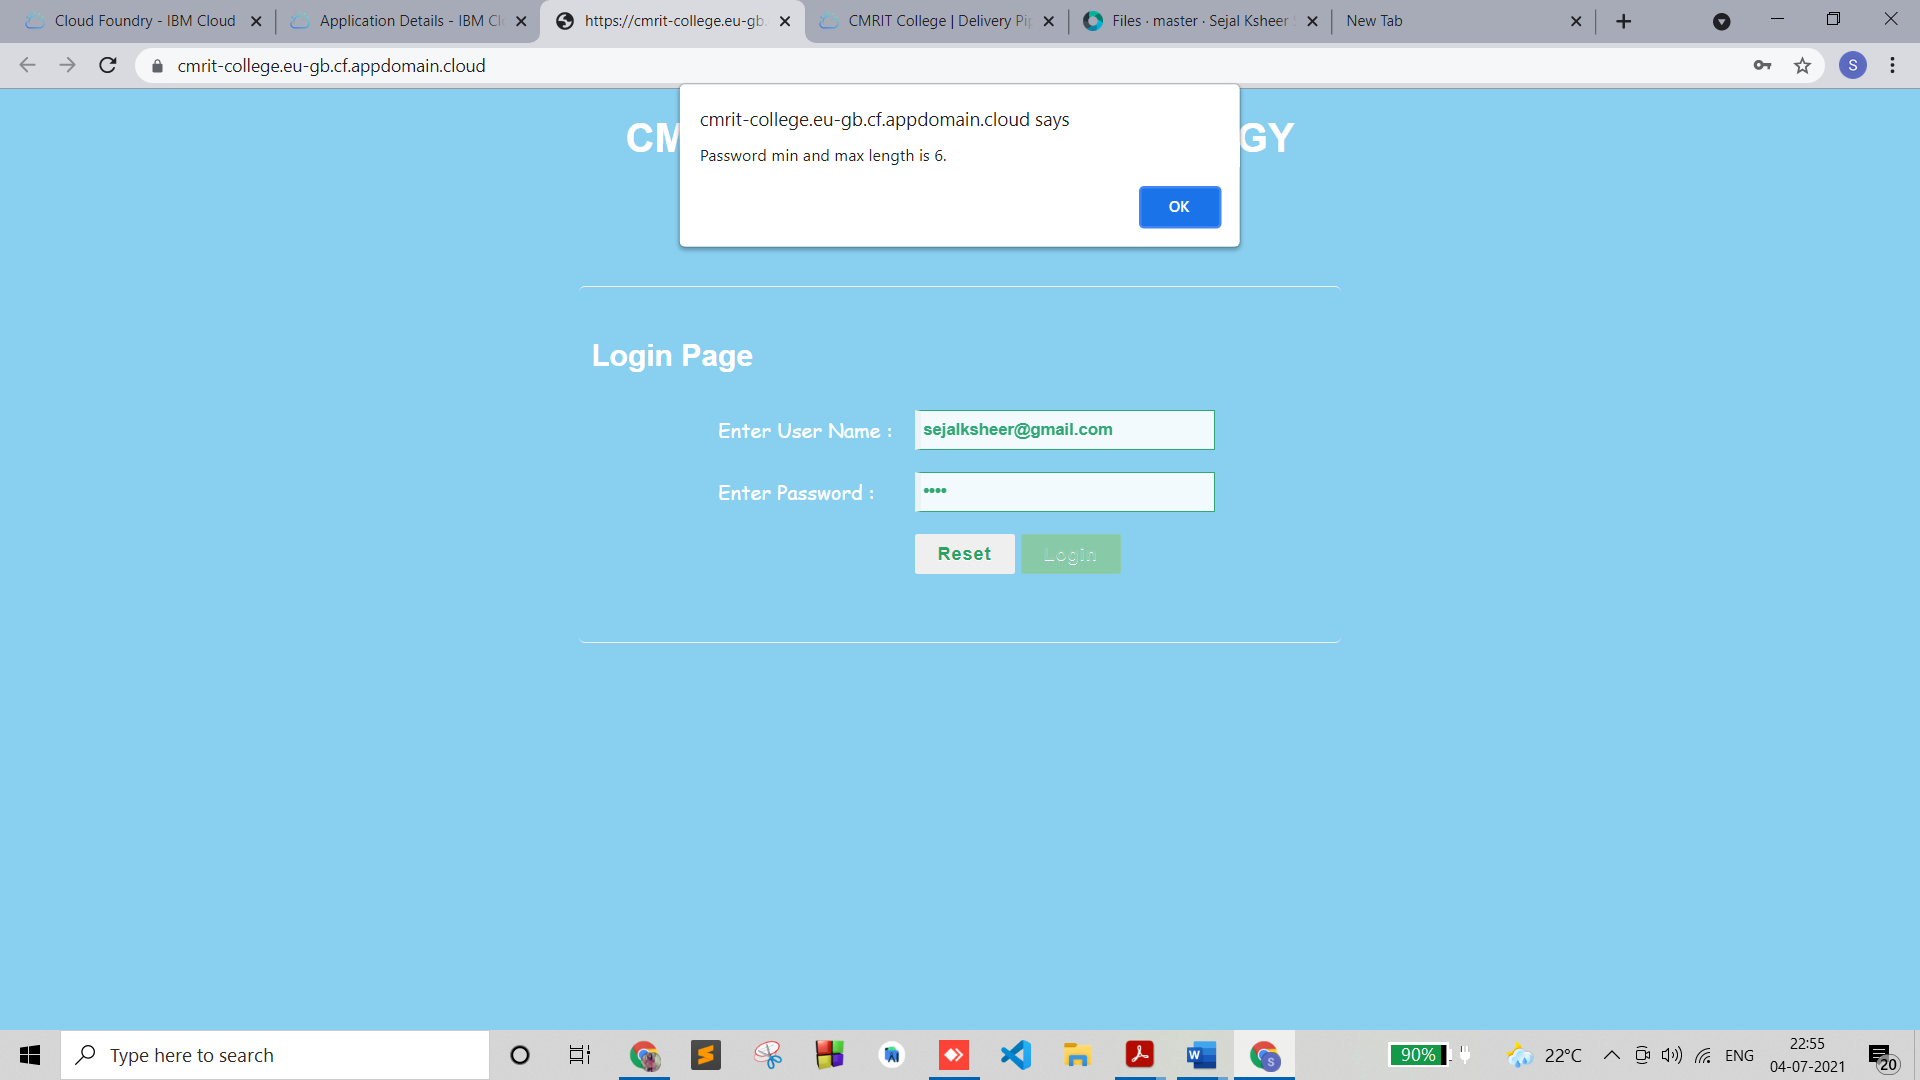 Cloud Foundry - IBM Cloud
Application Details - IBM Cl
https://cmrit-college.eu-gb.
CMRIT College | Delivery Pi
Files · master · Sejal Ksheer
New Tab
cmrit-college.eu-gb.cf.appdomain.cloud
S
cmrit-college.eu-gb.cf.appdomain.cloud says
CM GY
Password min and max length is 6.
OK
Login Page
Enter User Name :
sejalksheer@gmail.com
Enter Password :
Reset
Login
Type here to search
90%
22°C
ENG
22:55
04-07-2021
20